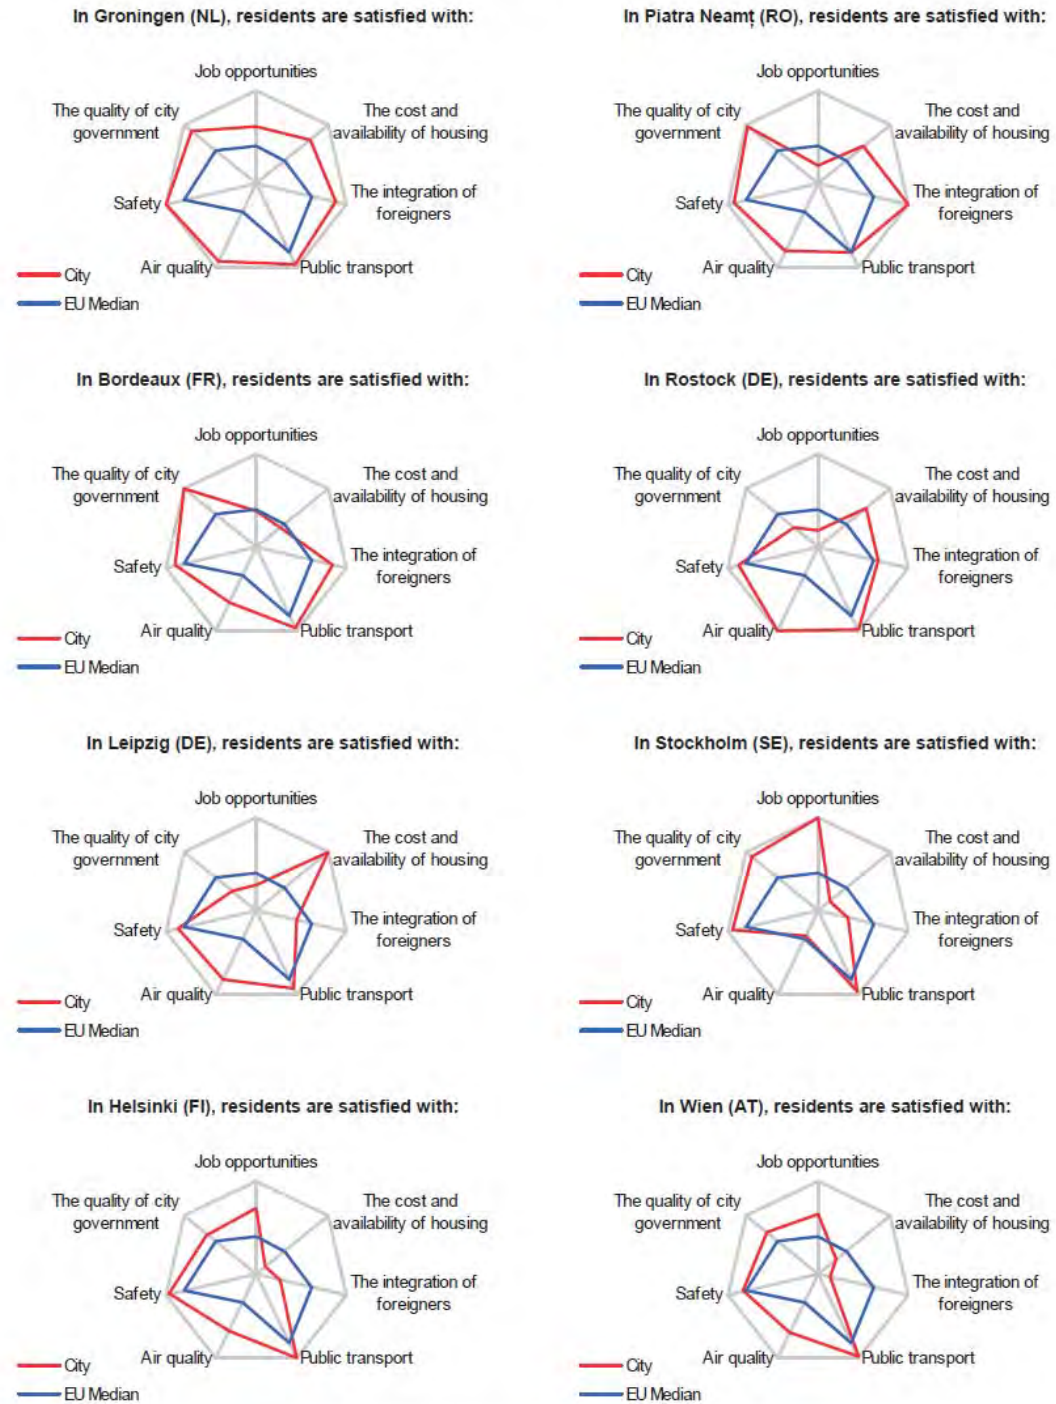 In Groningen (NL), residents are satisfied with:
Job opportunities
The quality of city
government
The cost and
availability of housing
Safety
The integration of
foreigners
Air quality
Public transport
City
EU Median
In Piatra Neamț (RO), residents are satisfied with:
Job opportunities
The quality of city
government
The cost and
availability of housing
Safety
The integration of
foreigners
Air quality
Public transport
City
EU Median
In Bordeaux (FR), residents are satisfied with:
Job opportunities
The quality of city
government
The cost and
availability of housing
Safety
The integration of
foreigners
Air quality
Public transport
City
EU Median
In Rostock (DE), residents are satisfied with:
Job opportunities
The quality of city
government
The cost and
availability of housing
Safety
The integration of
foreigners
Air quality
Public transport
City
EU Median
In Leipzig (DE), residents are satisfied with:
Job opportunities
The quality of city
government
The cost and
availability of housing
Safety
The integration of
foreigners
Air quality
Public transport
City
EU Median
In Stockholm (SE), residents are satisfied with:
Job opportunities
The quality of city
government
The cost and
availability of housing
Safety
The integration of
foreigners
Air quality
Public transport
City
EU Median
In Helsinki (FI), residents are satisfied with:
Job opportunities
The quality of city
government
The cost and
availability of housing
Safety
The integration of
foreigners
Air quality
Public transport
City
EU Median
In Wien (AT), residents are satisfied with:
Job opportunities
The quality of city
government
The cost and
availability of housing
Safety
The integration of
foreigners
Air quality
Public transport
City
EU Median